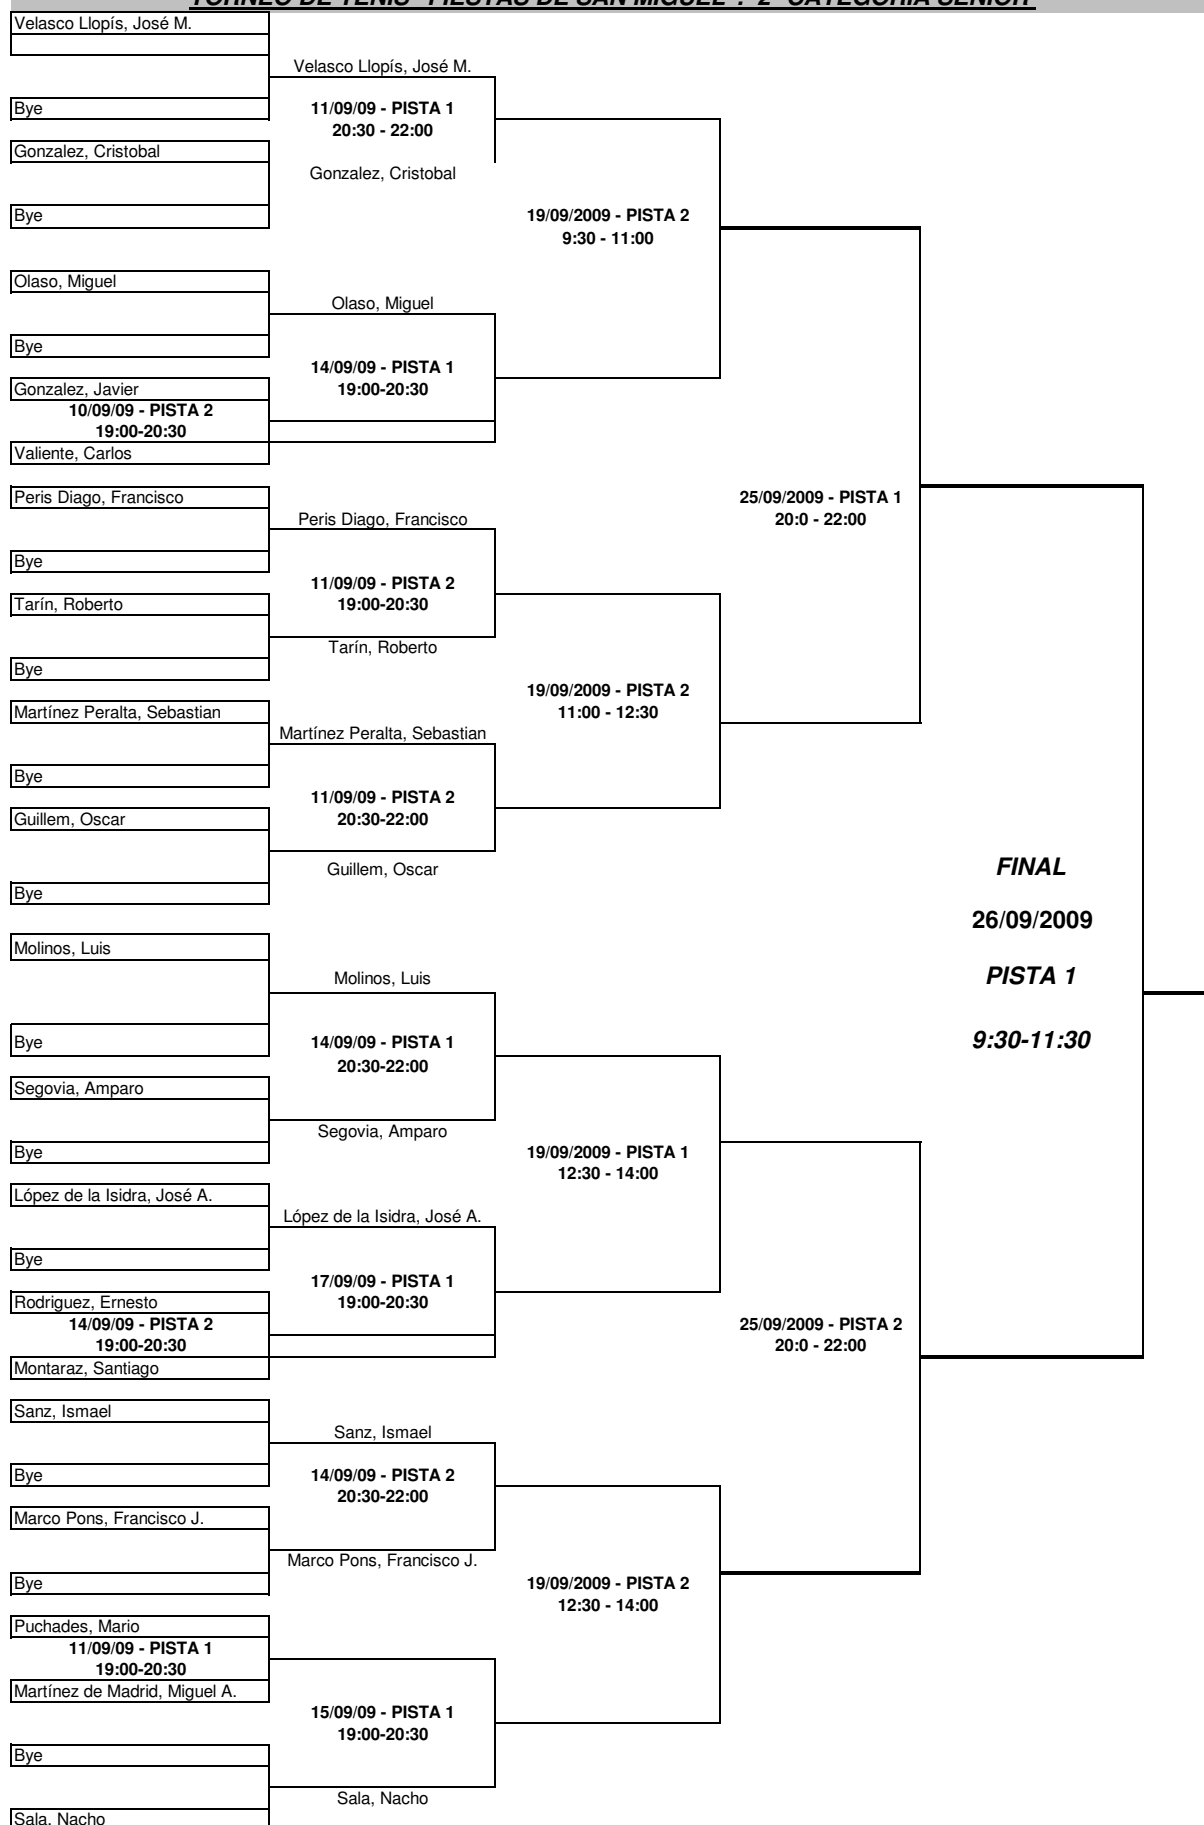 TORNEO DE TENIS "FIESTAS DE SAN MIGUEL". 2ª CATEGORÍA SENIOR
Velasco Llopís, José M.
Velasco Llopís, José M.
Bye
11/09/09 - PISTA 1
20:30 - 22:00
Gonzalez, Cristobal
Gonzalez, Cristobal
Bye
19/09/2009 - PISTA 2
9:30 - 11:00
Olaso, Miguel
Olaso, Miguel
Bye
14/09/09 - PISTA 1
19:00-20:30
Gonzalez, Javier
10/09/09 - PISTA 2
19:00-20:30
Valiente, Carlos
Peris Diago, Francisco
25/09/2009 - PISTA 1
20:0 - 22:00
Peris Diago, Francisco
Bye
11/09/09 - PISTA 2
19:00-20:30
Tarín, Roberto
Tarín, Roberto
Bye
19/09/2009 - PISTA 2
11:00 - 12:30
Martínez Peralta, Sebastian
Martínez Peralta, Sebastian
Bye
11/09/09 - PISTA 2
20:30-22:00
Guillem, Oscar
Guillem, Oscar
Bye
FINAL
26/09/2009
PISTA 1
9:30-11:30
Molinos, Luis
Molinos, Luis
Bye
14/09/09 - PISTA 1
20:30-22:00
Segovia, Amparo
Segovia, Amparo
Bye
19/09/2009 - PISTA 1
12:30 - 14:00
López de la Isidra, José A.
López de la Isidra, José A.
Bye
17/09/09 - PISTA 1
19:00-20:30
Rodriguez, Ernesto
14/09/09 - PISTA 2
19:00-20:30
Montaraz, Santiago
25/09/2009 - PISTA 2
20:0 - 22:00
Sanz, Ismael
Sanz, Ismael
Bye
14/09/09 - PISTA 2
20:30-22:00
Marco Pons, Francisco J.
Marco Pons, Francisco J.
Bye
19/09/2009 - PISTA 2
12:30 - 14:00
Puchades, Mario
11/09/09 - PISTA 1
19:00-20:30
Martínez de Madrid, Miguel A.
15/09/09 - PISTA 1
19:00-20:30
Bye
Sala, Nacho
Sala, Nacho